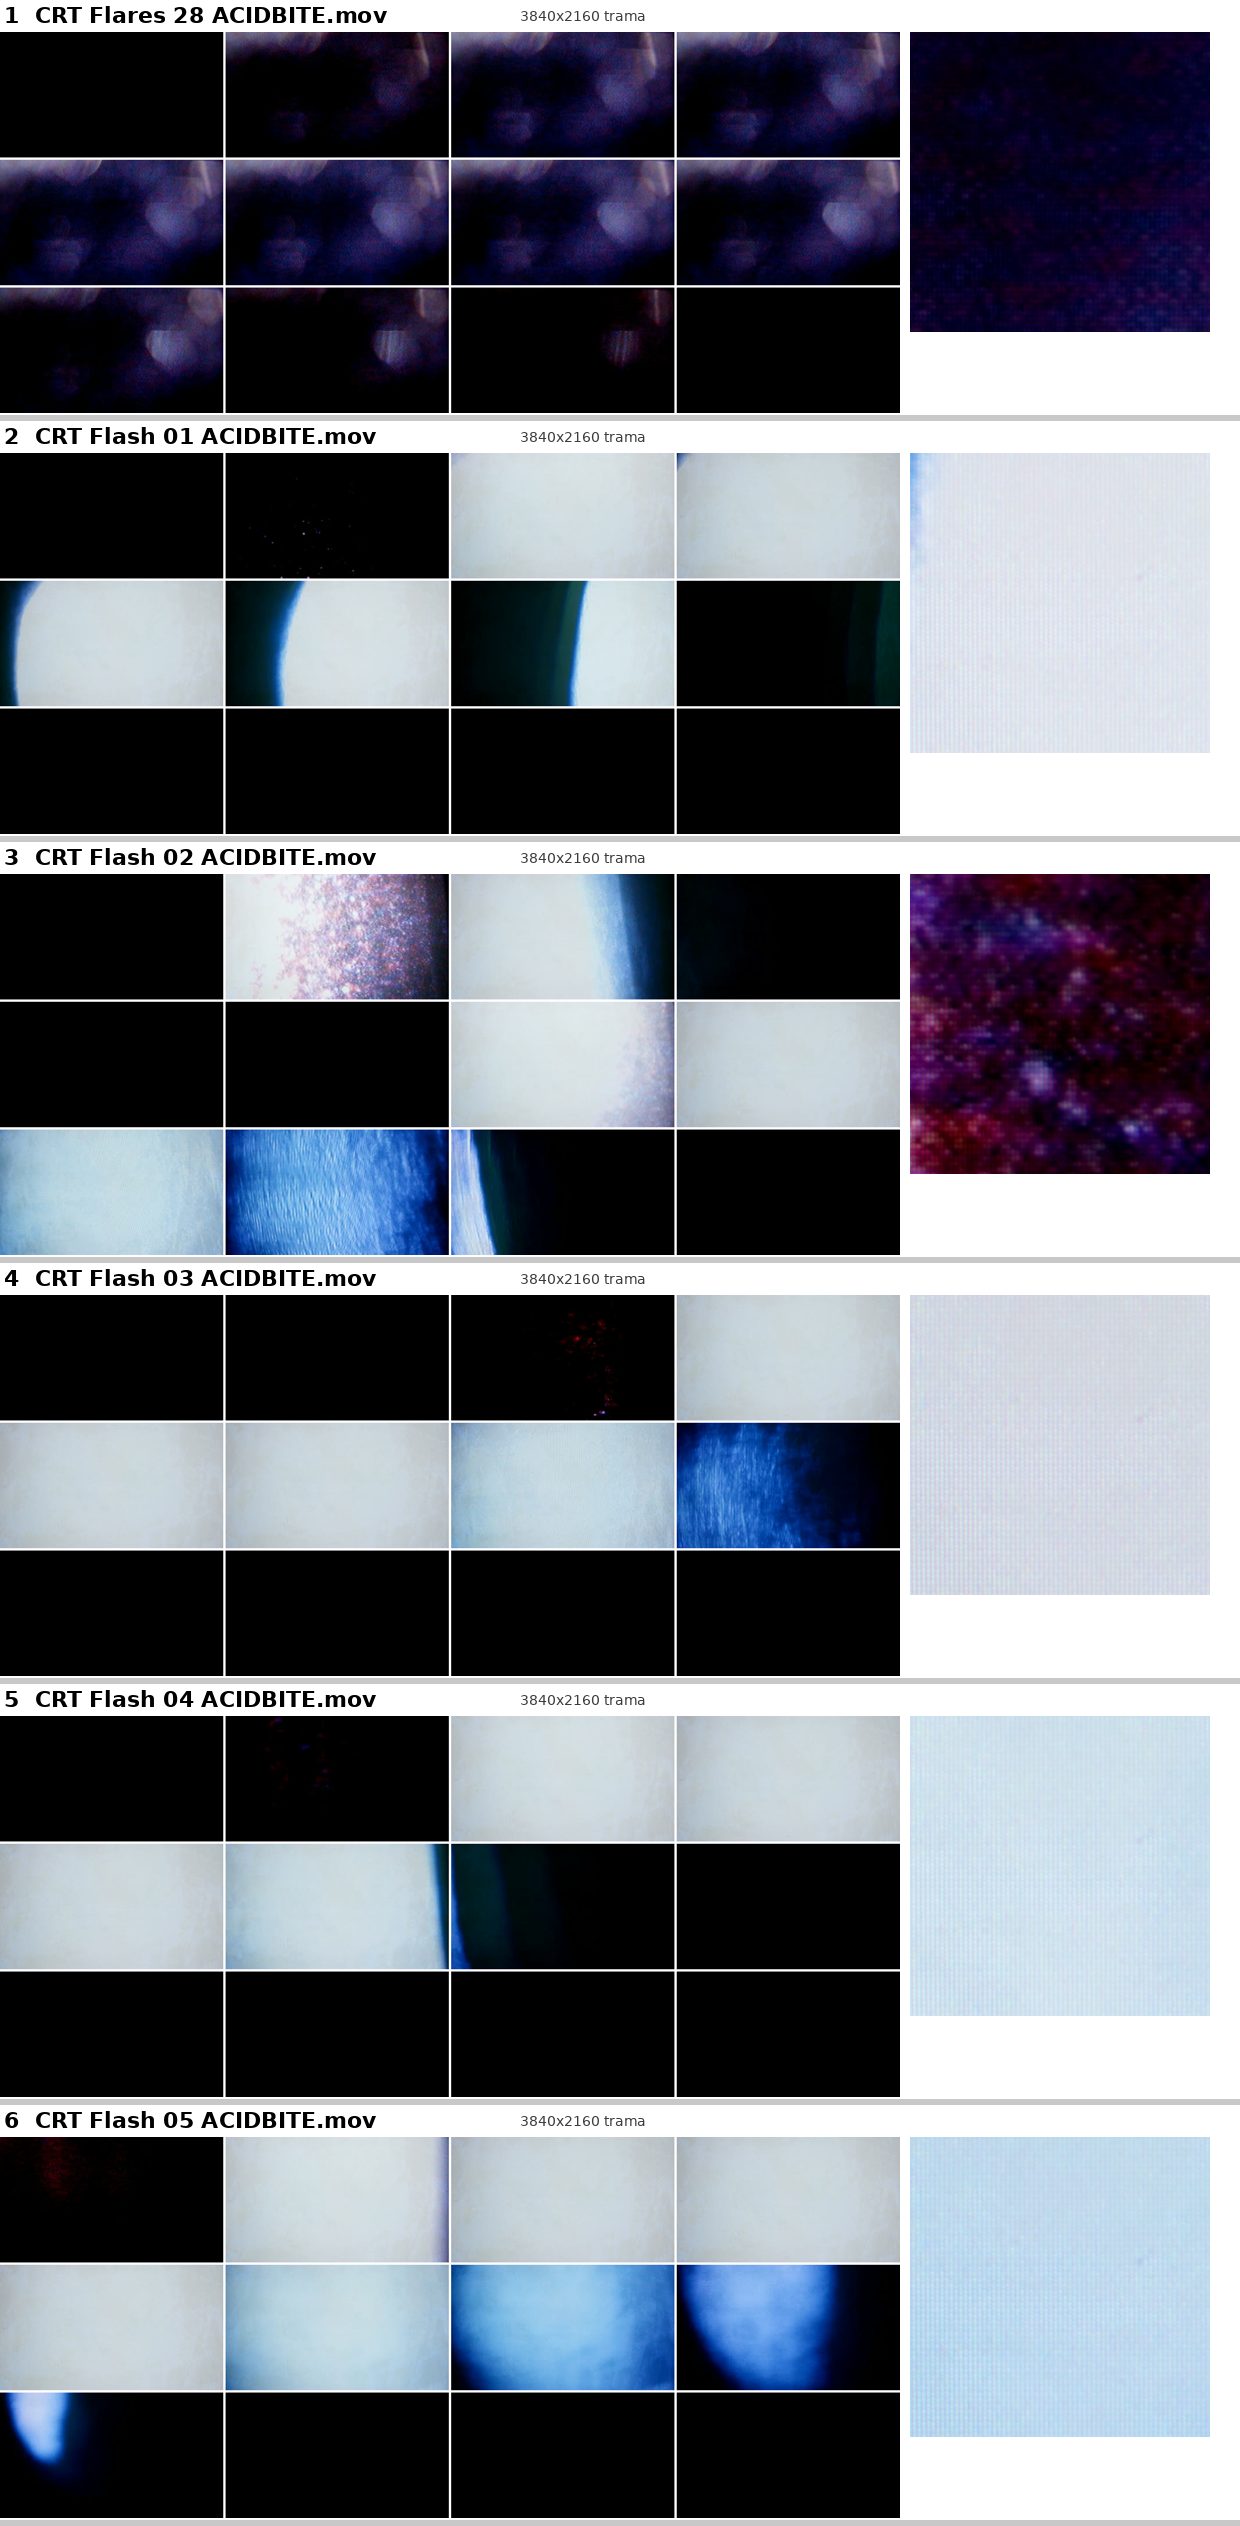 1 CRT Flares 28 ACIDBITE.mov 3840x2160 trama
2 CRT Flash 01 ACIDBITE.mov 3840x2160 trama
3 CRT Flash 02 ACIDBITE.mov 3840x2160 trama
4 CRT Flash 03 ACIDBITE.mov 3840x2160 trama
5 CRT Flash 04 ACIDBITE.mov 3840x2160 trama
6 CRT Flash 05 ACIDBITE.mov 3840x2160 trama